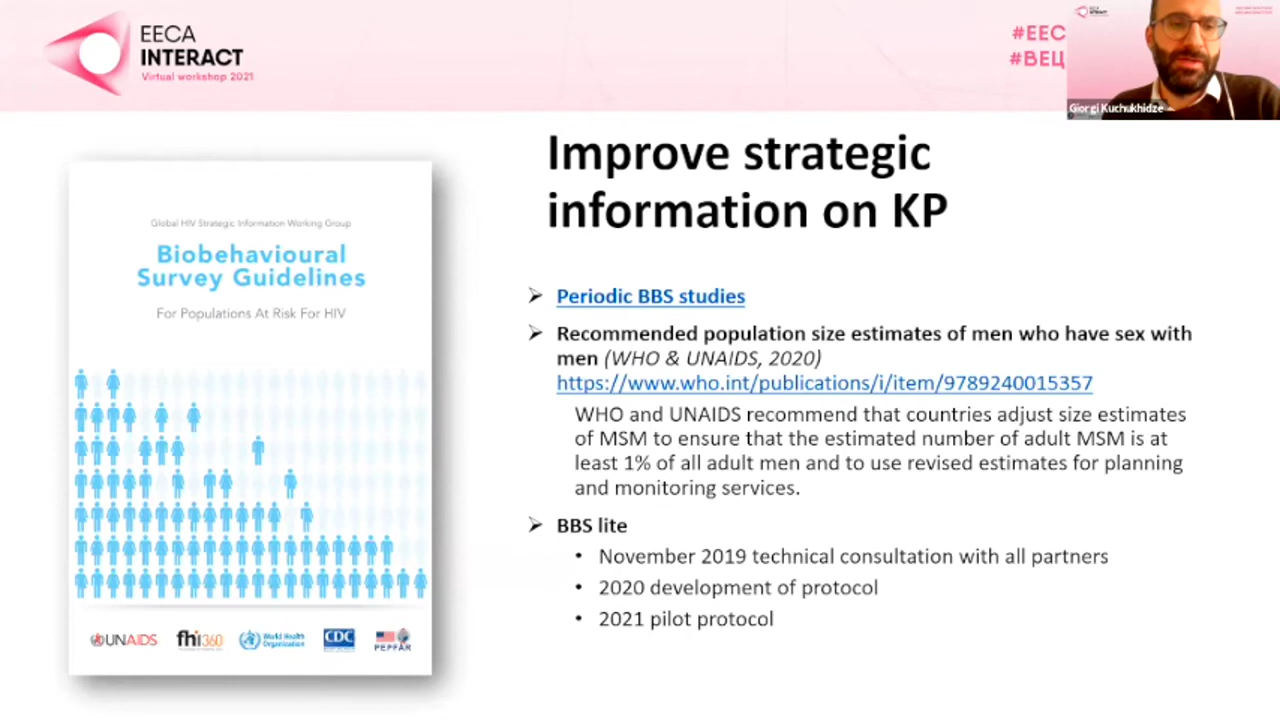 EECA
INTERACT
Virtual workshop 2021
#EEC
#ВЕЦ
Giorgi Kuchukhidze
Improve strategic
information on KP
Global HIV Strategic Information Working Group
Biobehavioural
Survey Guidelines
For Populations At Risk For HIV
UNAIDS
fhi360
World Health
Organization
CDC
PEPFAR
➢ Periodic BBS studies
➢ Recommended population size estimates of men who have sex with
men (WHO & UNAIDS, 2020)
https://www.who.int/publications/i/item/9789240015357
WHO and UNAIDS recommend that countries adjust size estimates
of MSM to ensure that the estimated number of adult MSM is at
least 1% of all adult men and to use revised estimates for planning
and monitoring services.
➢ BBS lite
• November 2019 technical consultation with all partners
• 2020 development of protocol
• 2021 pilot protocol